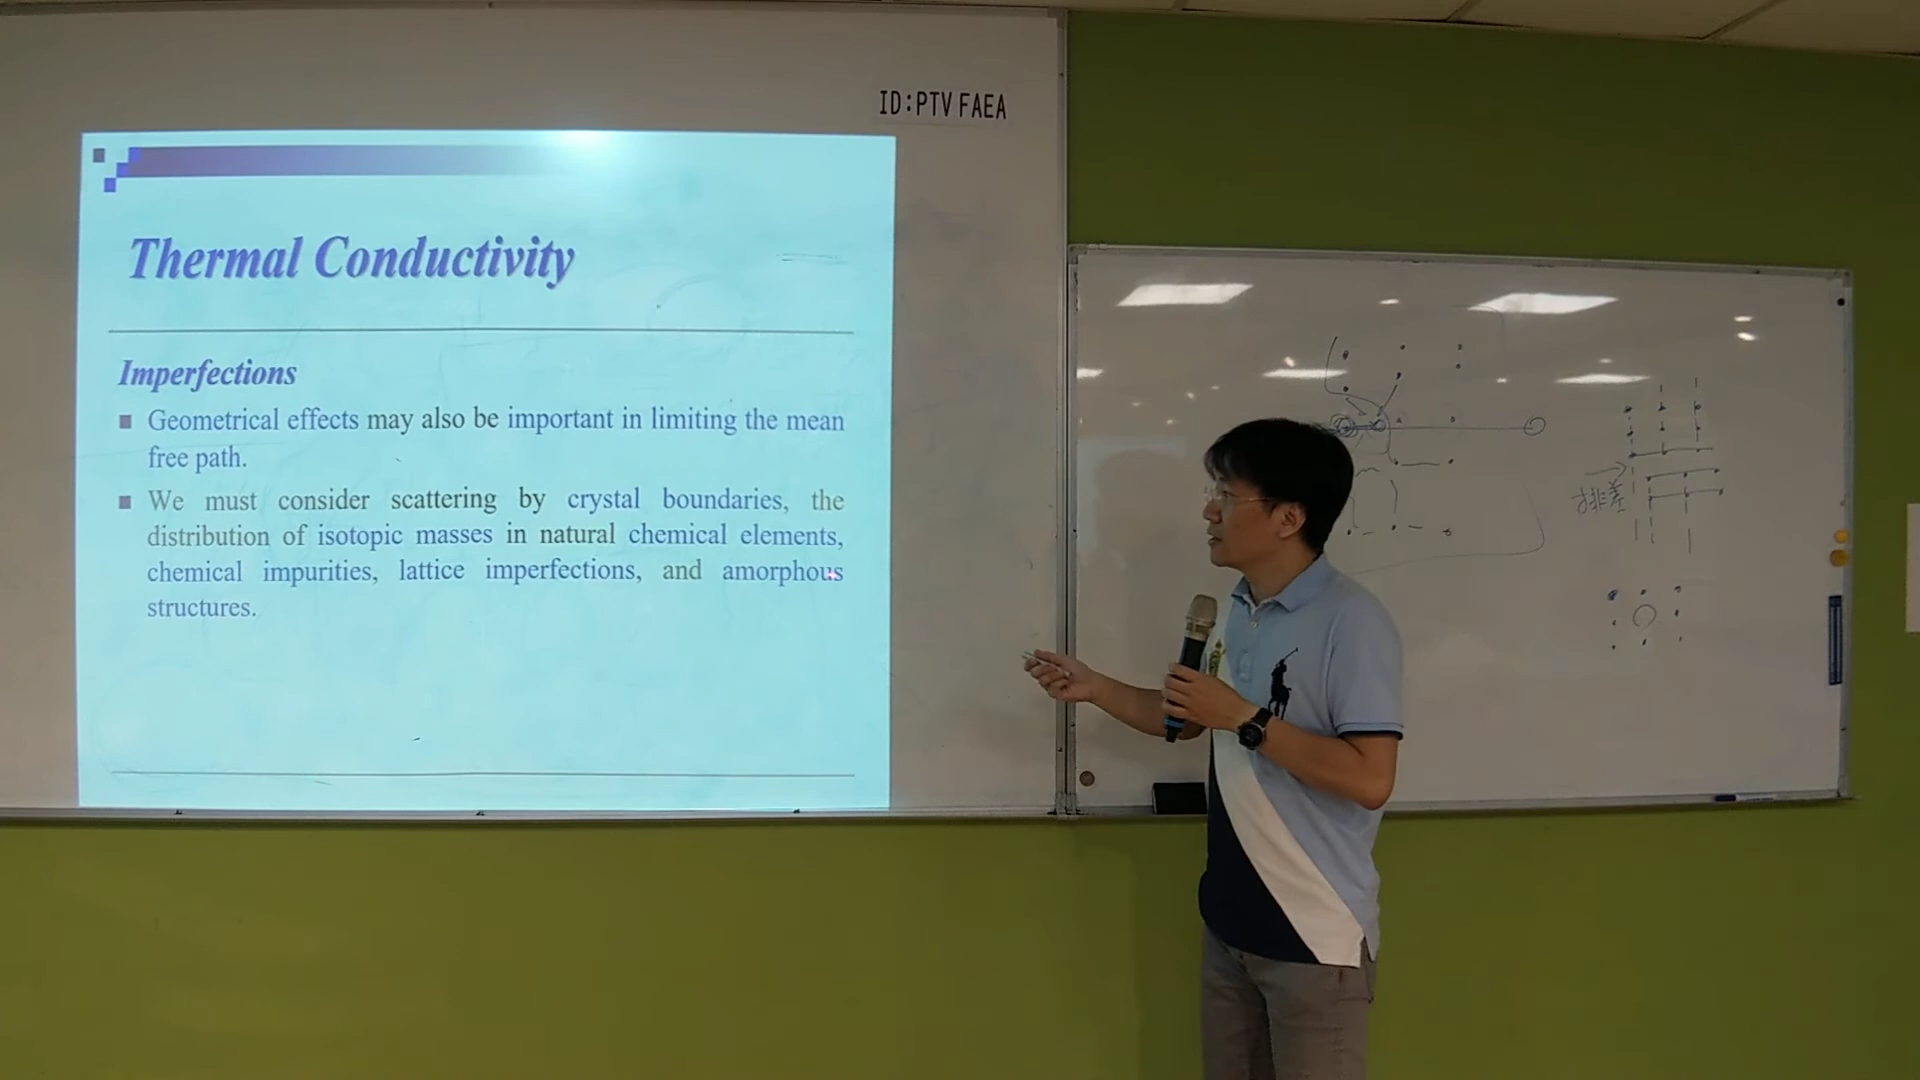 ID:PTV FAEA
Thermal Conductivity
Imperfections
■ Geometrical effects may also be important in limiting the mean
free path.
■ We must consider scattering by crystal boundaries, the
distribution of isotopic masses in natural chemical elements,
chemical impurities, lattice imperfections, and amorphous
structures.
排差